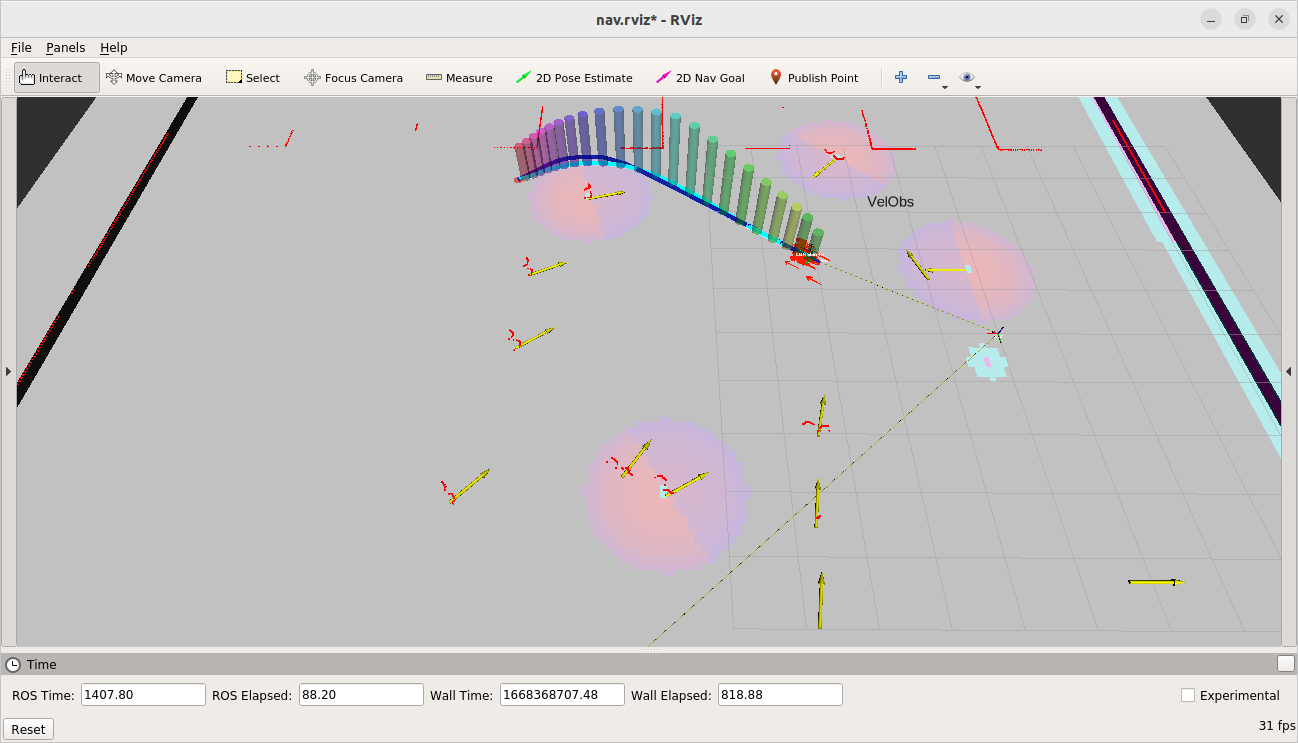 nav.rviz* - RViz
File Panels Help
Interact Move Camera Select Focus Camera Measure 2D Pose Estimate 2D Nav Goal Publish Point
VelObs
Time
ROS Time: 1407.80 ROS Elapsed: 88.20 Wall Time: 1668368707.48 Wall Elapsed: 818.88 Experimental
Reset 31 fps